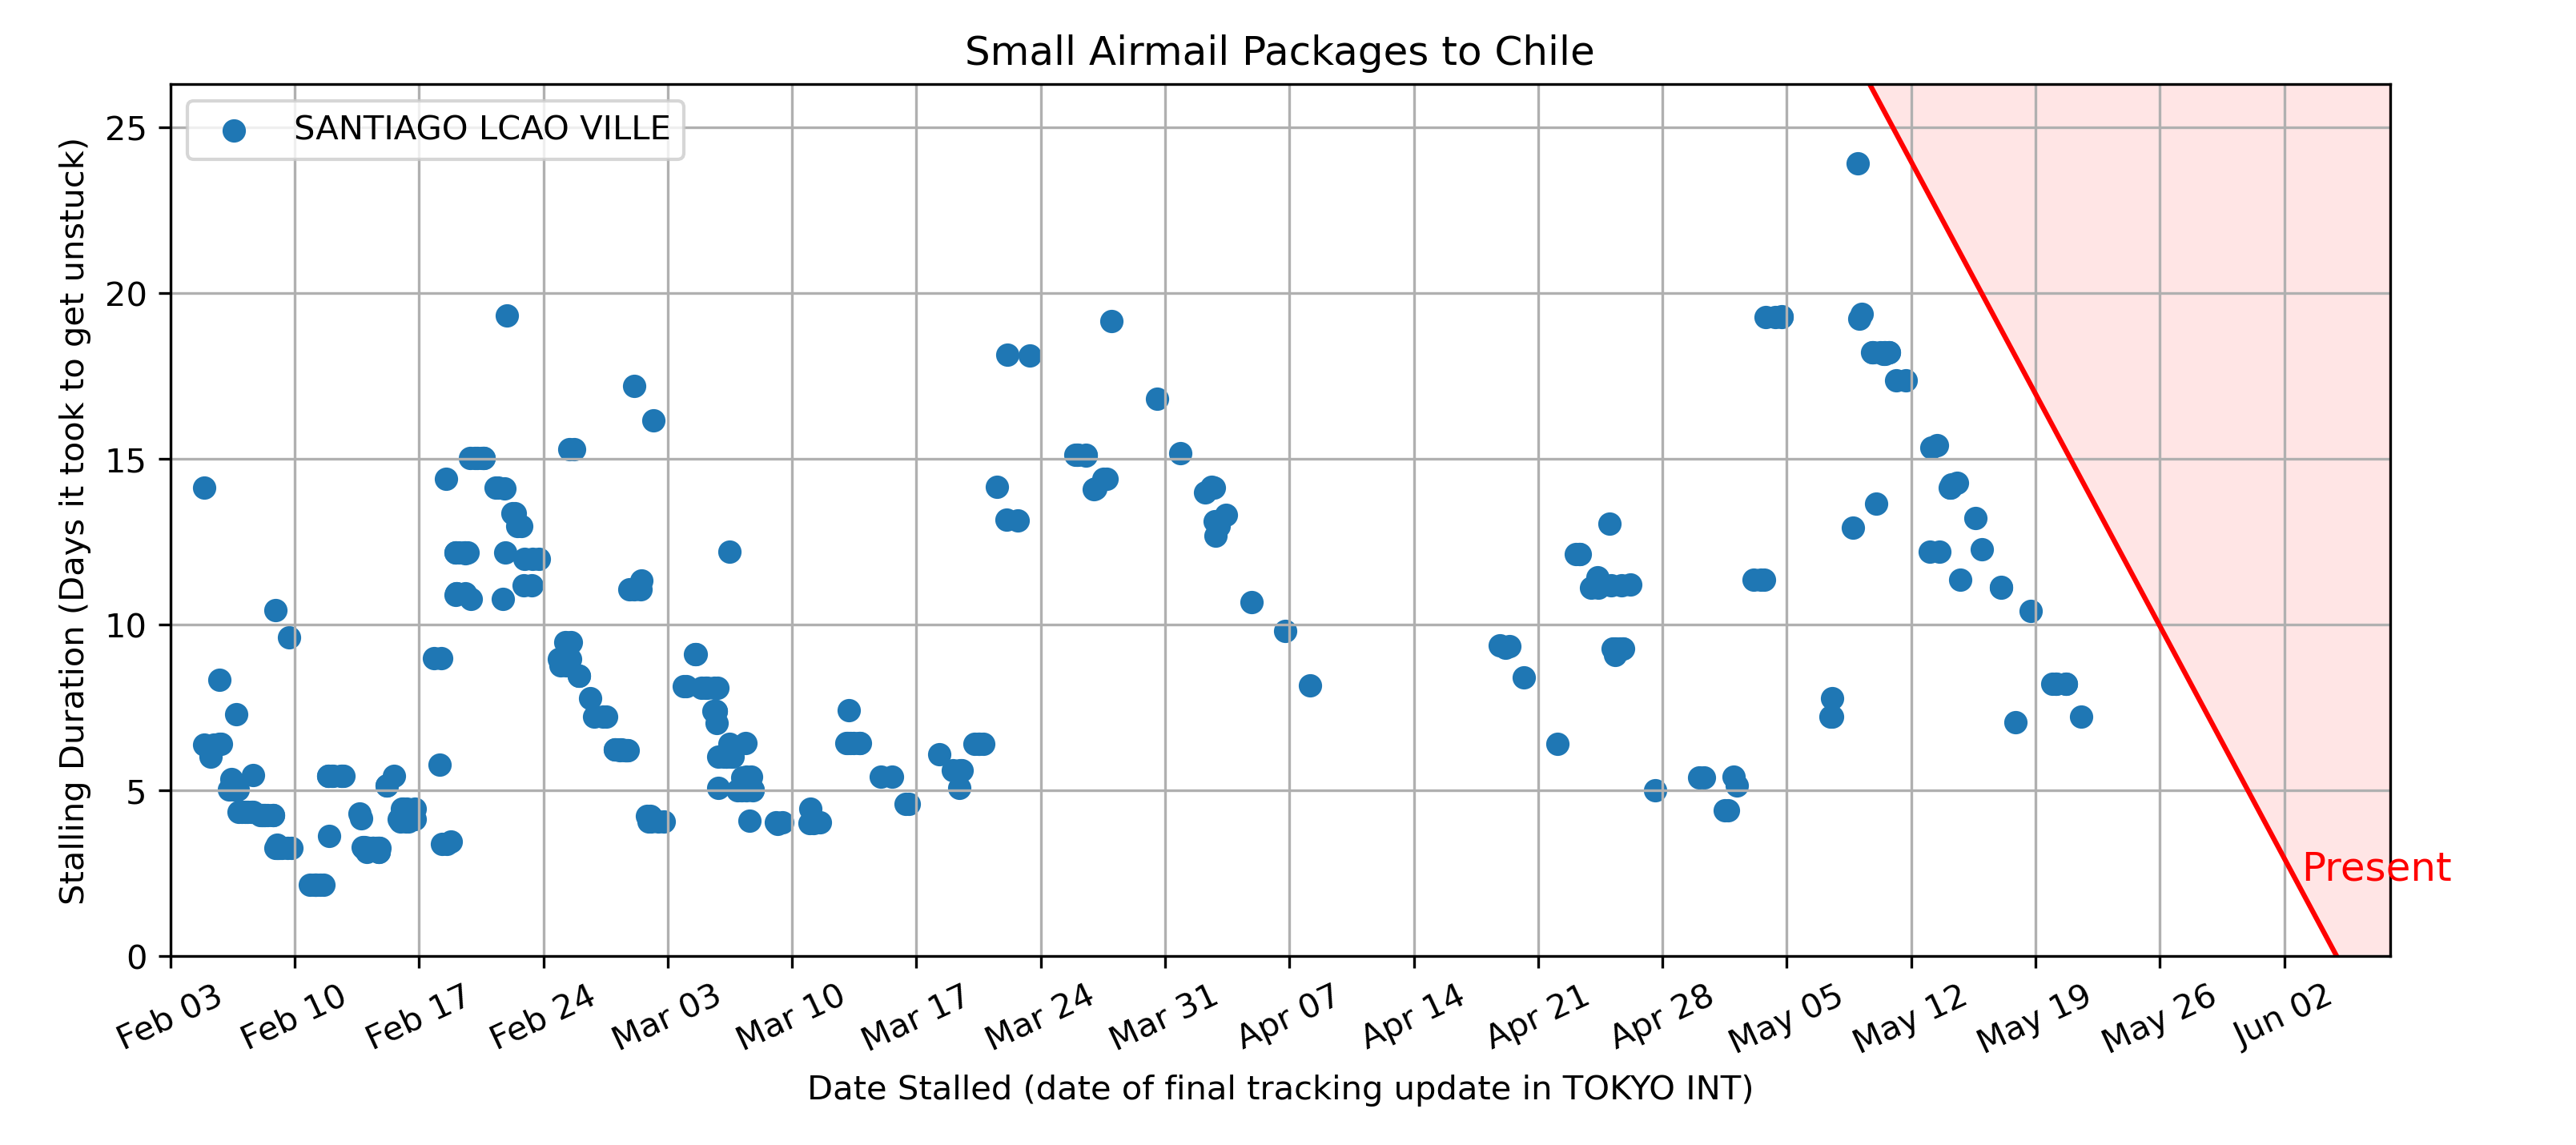 Small Airmail Packages to Chile
SANTIAGO LCAO VILLE
Stalling Duration (Days it took to get unstuck)
25
20
15
10
5
0
Present
Feb 03
Feb 10
Feb 17
Feb 24
Mar 03
Mar 10
Mar 17
Mar 24
Mar 31
Apr 07
Apr 14
Apr 21
Apr 28
May 05
May 12
May 19
May 26
Jun 02
Date Stalled (date of final tracking update in TOKYO INT)